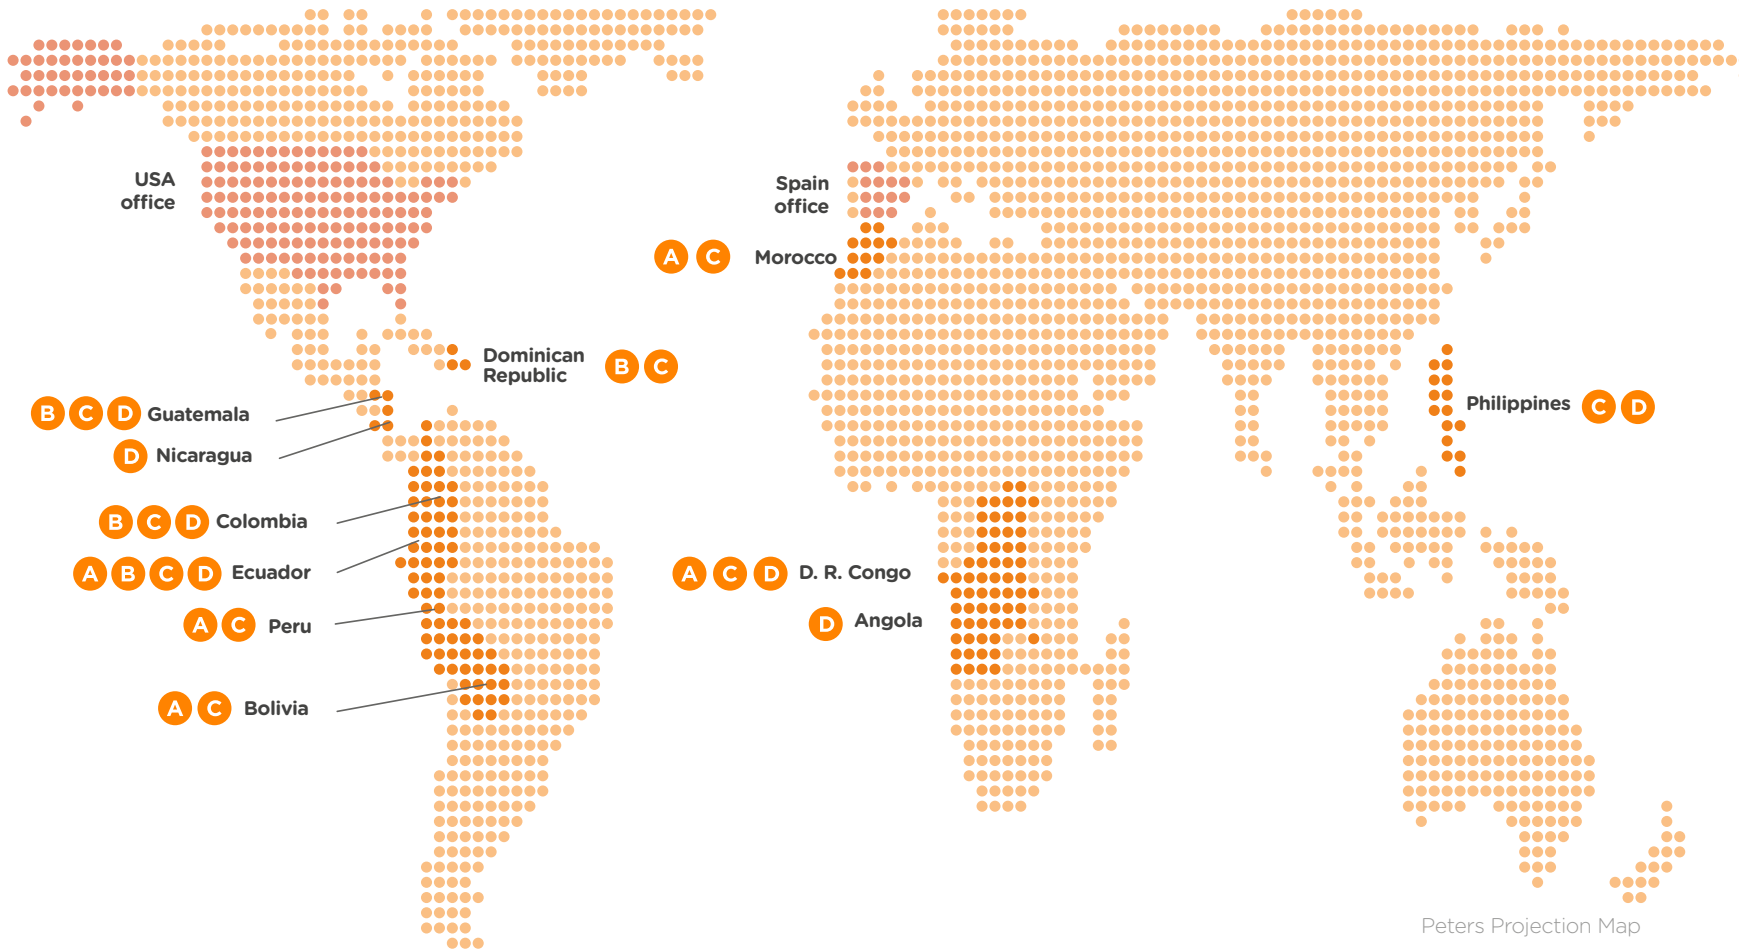 USA
office
Spain
office
A C Morocco
Dominican
Republic B C
B C D Guatemala
Philippines C D
D Nicaragua
B C D Colombia
A B C D Ecuador
A C D D. R. Congo
A C Peru
D Angola
A C Bolivia
Peters Projection Map